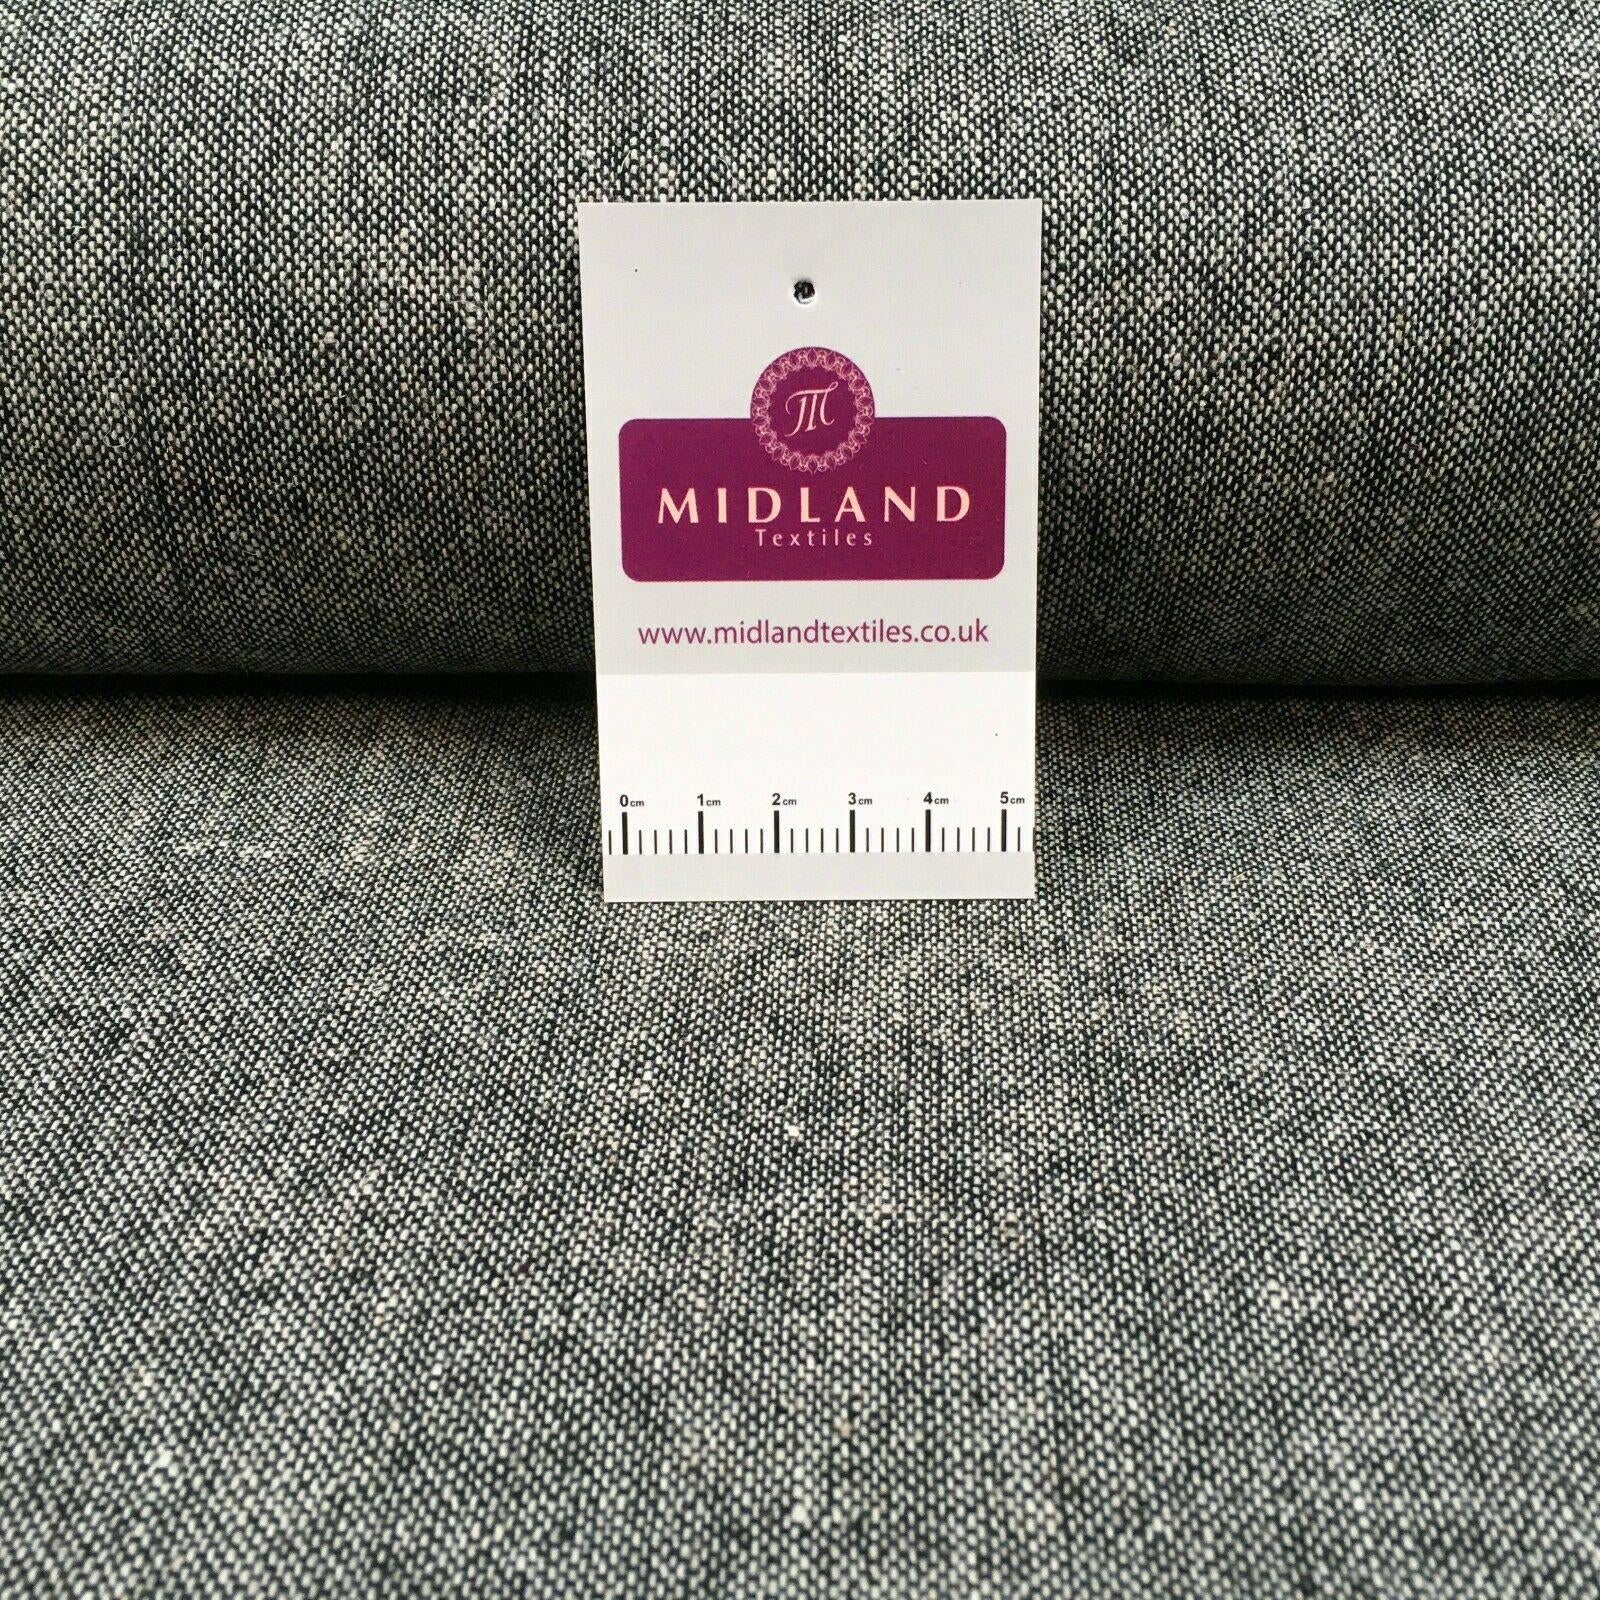 M
MIDLAND
Textiles
www.midlandtextiles.co.uk
0cm 1cm 2cm 3cm 4cm 5cm